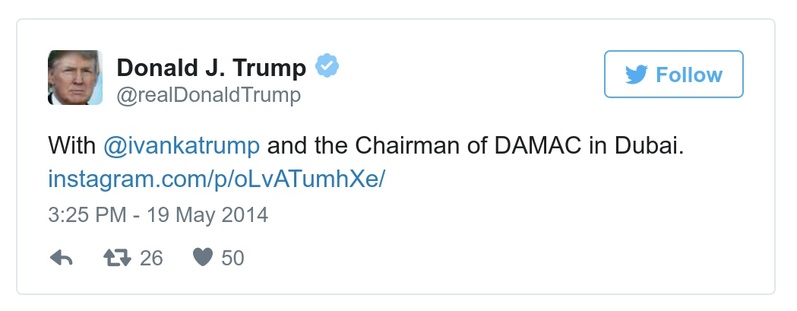 Donald J. Trump
@realDonaldTrump
Follow
With @ivankatrump and the Chairman of DAMAC in Dubai.
instagram.com/p/oLvATumhXe/
3:25 PM - 19 May 2014
26 50